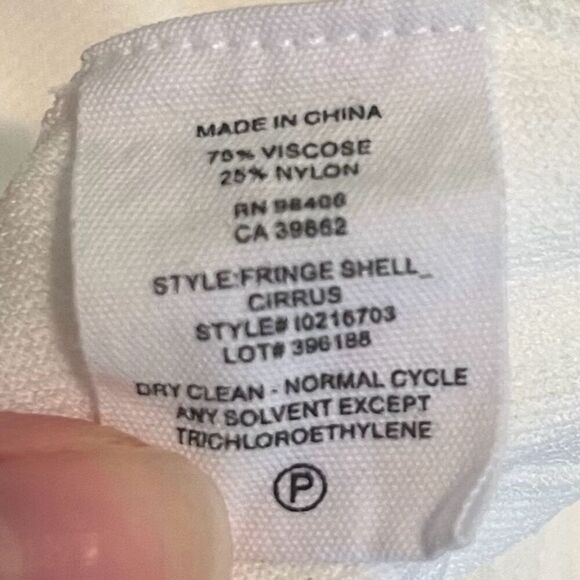 MADE IN CHINA
75% VISCOSE
25% NYLON
RN 98406
CA 39862
STYLE:FRINGE SHELL_
CIRRUS
STYLE# I0216703
LOT# 396188
DRY CLEAN - NORMAL CYCLE
ANY SOLVENT EXCEPT
TRICHLOROETHYLENE
P